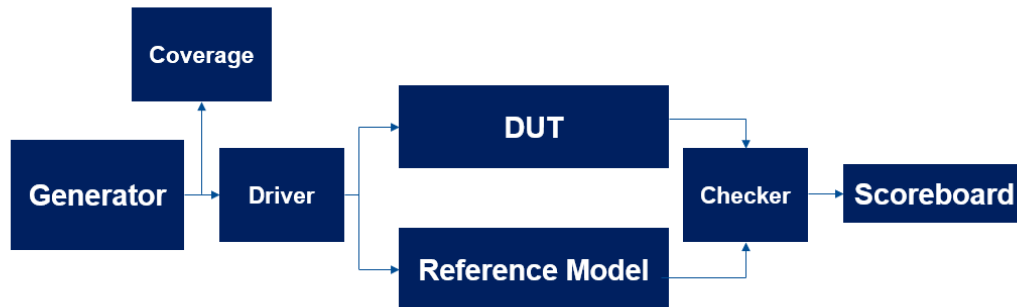 Coverage
Generator
Driver
DUT
Reference Model
Checker
Scoreboard